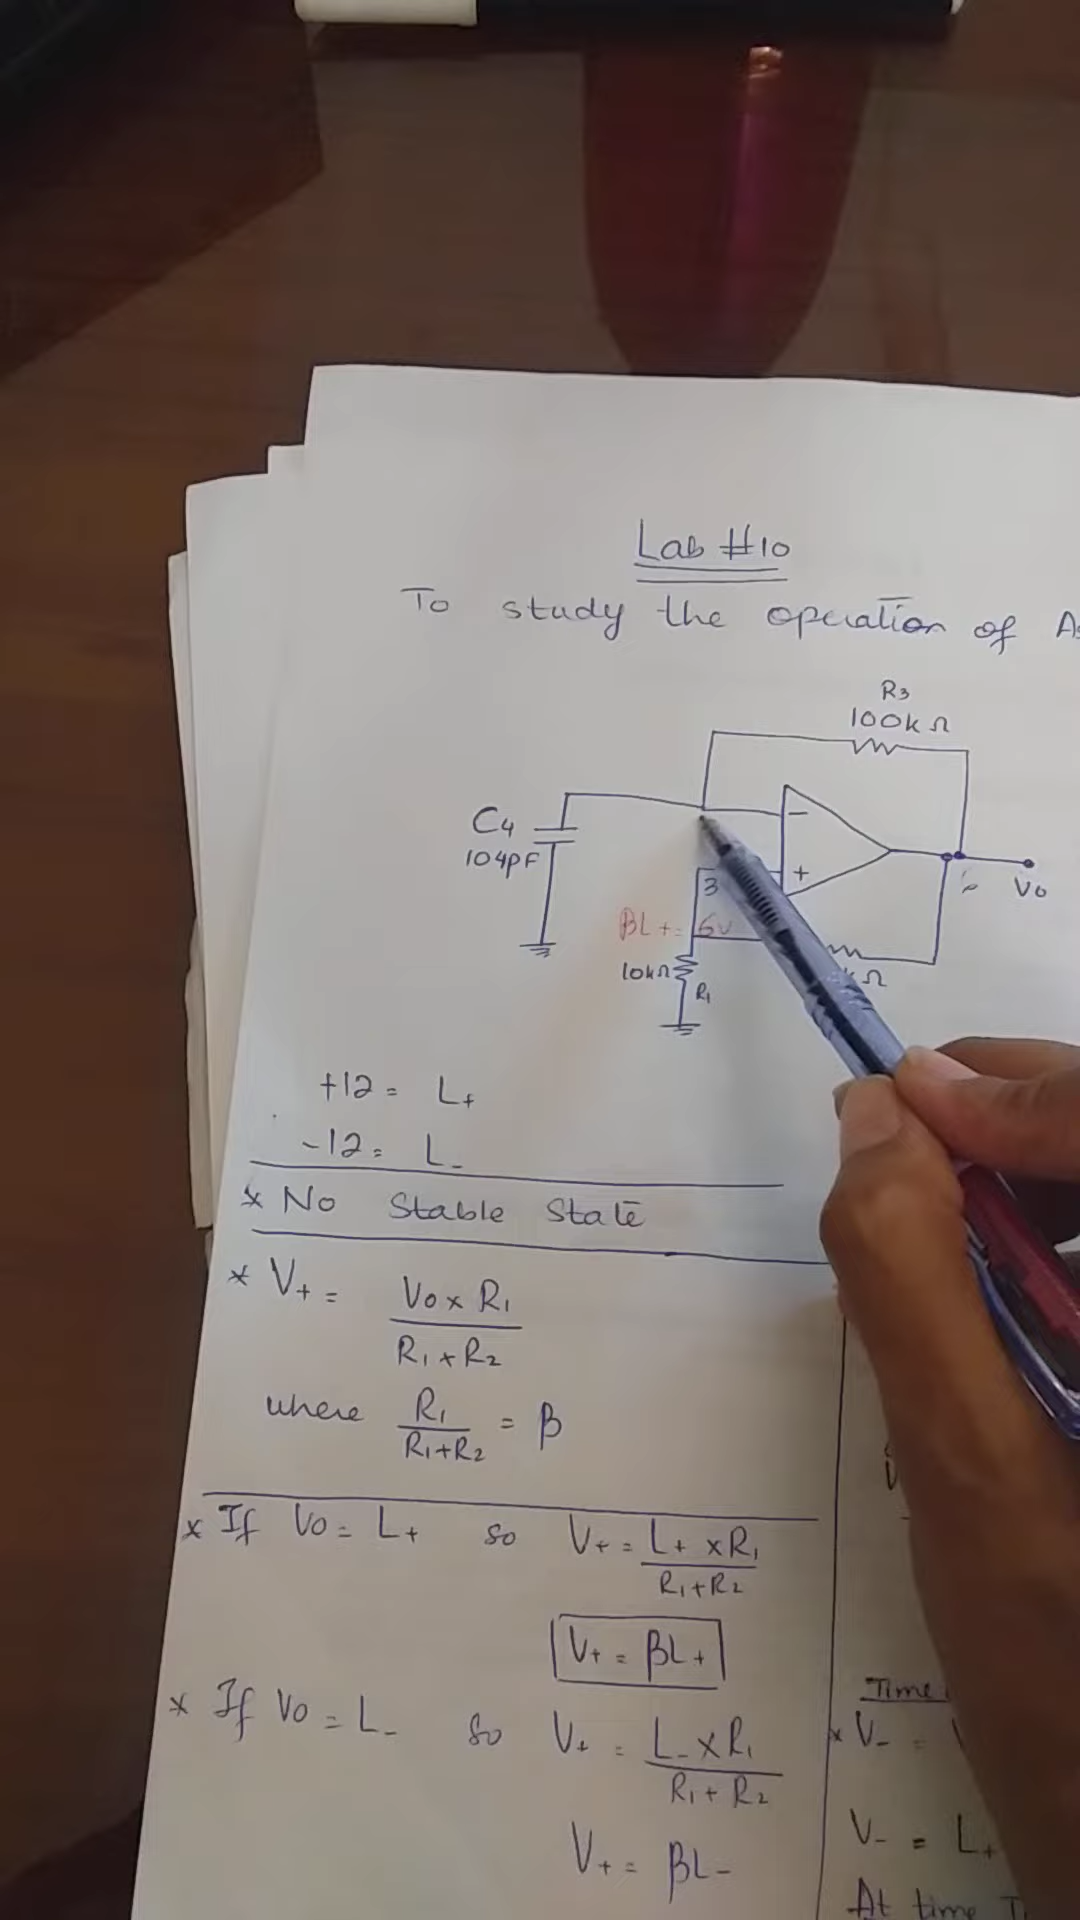 Lab #10
To study the operation of
R3
100kΩ
C4
104pF
−
+
3
Vo
βL+ = 6v
10kΩ
R1
Ω
+12 = L+
-12 = L-
* No Stable State
* V+ = Vo x R1
R1 + R2
where R1 = β
R1+R2
* If Vo = L+ so V+ = L+ x R1
R1+R2
V+ = βL+
* If Vo = L- so V+ = L- x R1
R1 + R2
V+ = βL-
Time
* V- =
V- = L+
At time